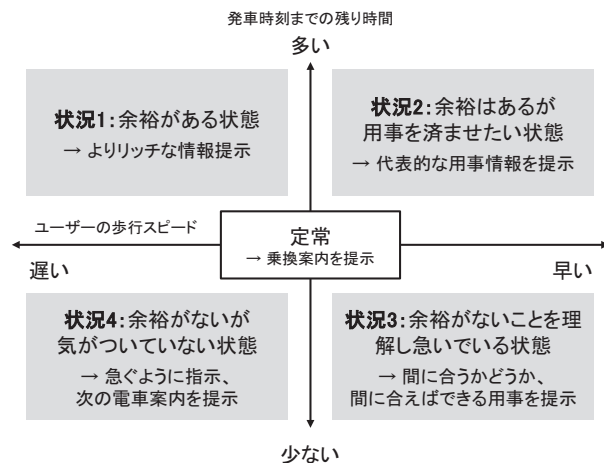 発車時刻までの残り時間
多い
状況1:余裕がある状態
→ よりリッチな情報提示
状況2:余裕はあるが
用事を済ませたい状態
→ 代表的な用事情報を提示
ユーザーの歩行スピード
定常
→ 乗換案内を提示
遅い
早い
状況4:余裕がないが
気がついていない状態
→ 急ぐように指示、
次の電車案内を提示
状況3:余裕がないことを理
解し急いでいる状態
→ 間に合うかどうか、
間に合えばできる用事を提示
少ない